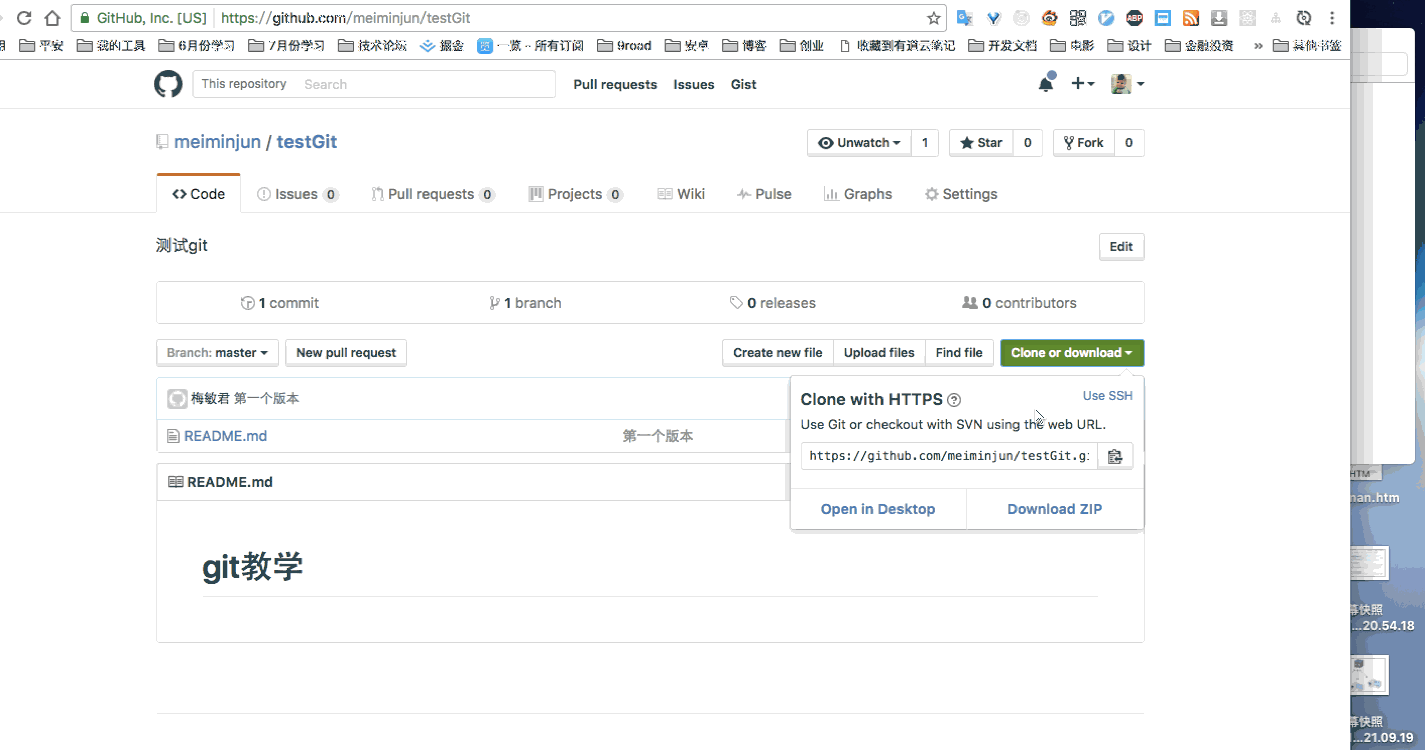 GitHub, Inc. [US] https://github.com/meiminjun/testGit
平安 我的工具 6月份学习 7月份学习 技术论坛 掘金 一览 -- 所有订阅 9road 安卓 博客 创业 收藏到有道云笔记 开发文档 电影 设计 金融投资 » 其他书签
This repository Search Pull requests Issues Gist
meiminjun / testGit Unwatch 1 Star 0 Fork 0
Code Issues 0 Pull requests 0 Projects 0 Wiki Pulse Graphs Settings
测试git Edit
1 commit 1 branch 0 releases 0 contributors
Branch: master New pull request Create new file Upload files Find file Clone or download
梅敏君 第一个版本
README.md 第一个版本
Clone with HTTPS Use SSH
Use Git or checkout with SVN using the web URL.
https://github.com/meiminjun/testGit.gi
Open in Desktop Download ZIP
README.md
git教学
ABP
HTM
nan.htm
幕快照
...20.54.18
幕快照
...21.09.19